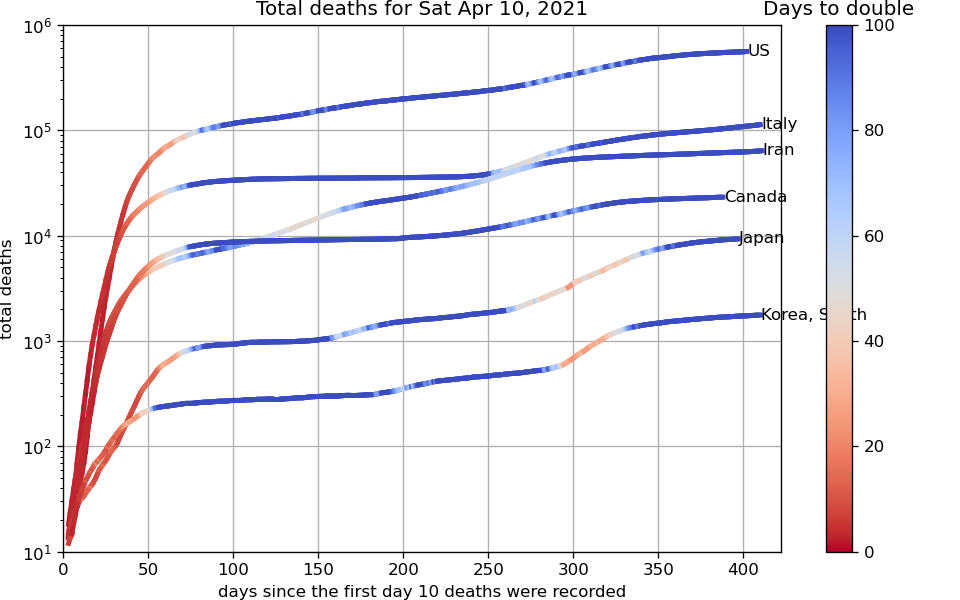 Total deaths for Sat Apr 10, 2021
Days to double
10^6
10^5
10^4
10^3
10^2
10^1
total deaths
US
Italy
Iran
Canada
Japan
Korea, S th
0
50
100
150
200
250
300
350
400
days since the first day 10 deaths were recorded
100
80
60
40
20
0